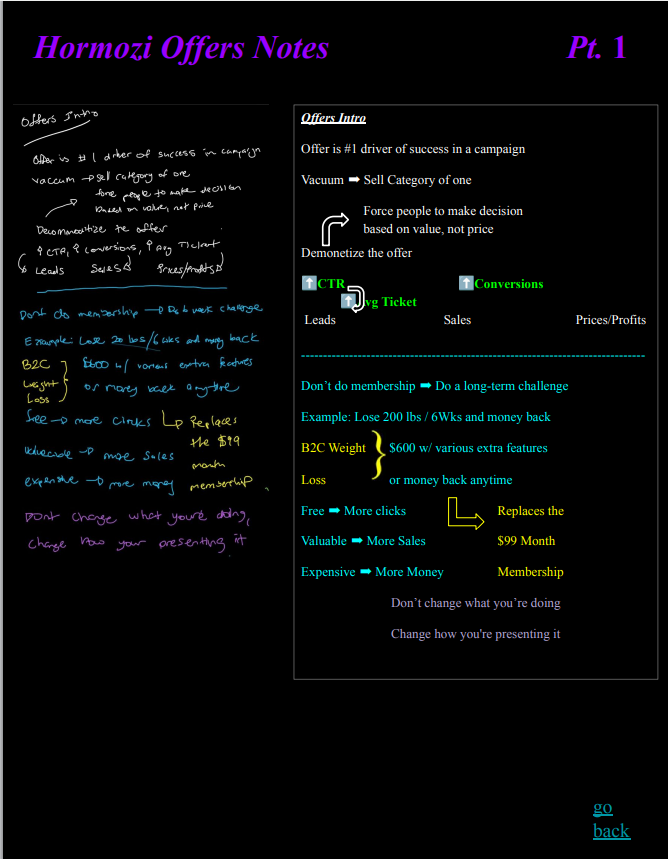 Hormozi Offers Notes
Pt. 1
Offers Intro
Offer is #1 driver of success in campaign
vaccum → sell category of one
force people to make decision
based on value, not price
Decommoditize the offer
↑ CTR, ↑ Conversions, ↑ Avg Ticket
Leads Sales Prices/Profits
Dont do membership → Do 6 week challenge
Example: Lose 20 lbs/6 wks and money back
B2C $600 w/ various extra features
Weight or money back anytime
Loss
free → more clicks
Replaces
the $99
Valuable → more Sales
month
expensive → more money
membership
Dont change what you're doing,
change how your presenting it
Offers Intro
Offer is #1 driver of success in a campaign
Vacuum ➡ Sell Category of one
Force people to make decision
based on value, not price
Demonetize the offer
⬆CTR ⬆Conversions
⬆vg Ticket
Leads Sales Prices/Profits
Don't do membership ➡ Do a long-term challenge
Example: Lose 200 lbs / 6Wks and money back
B2C Weight $600 w/ various extra features
Loss or money back anytime
Free ➡ More clicks Replaces the
Valuable ➡ More Sales $99 Month
Expensive ➡ More Money Membership
Don’t change what you’re doing
Change how you're presenting it
go
back